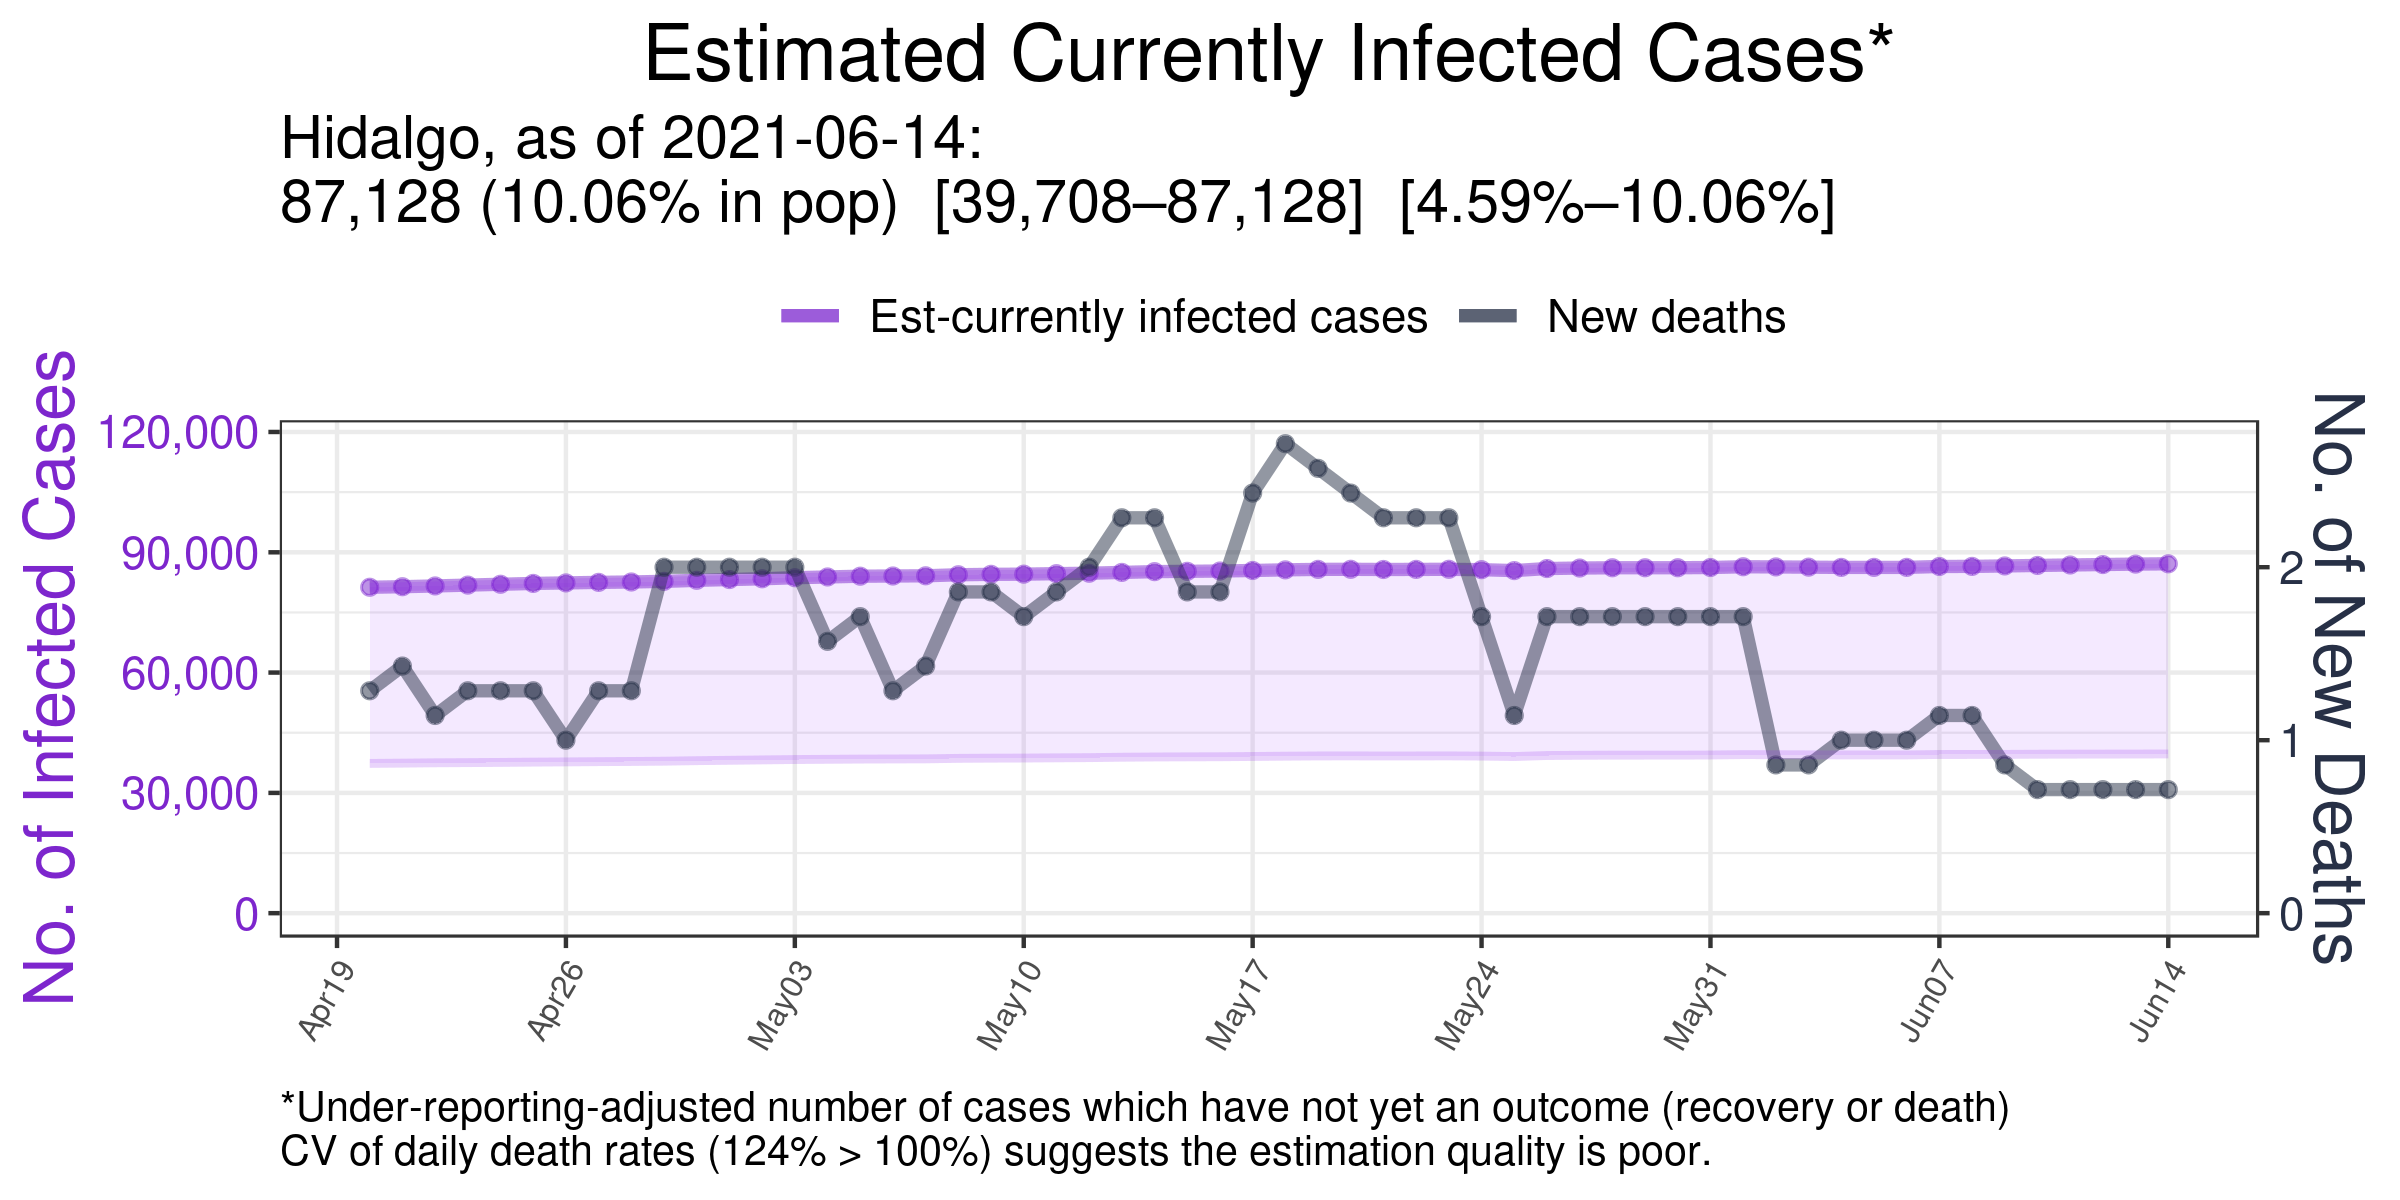 Estimated Currently Infected Cases*
Hidalgo, as of 2021-06-14:
87,128 (10.06% in pop)  [39,708–87,128]  [4.59%–10.06%]
Est-currently infected cases
New deaths
No. of Infected Cases
120,000
90,000
60,000
30,000
0
No. of New Deaths
2
1
0
Apr19
Apr26
May03
May10
May17
May24
May31
Jun07
Jun14
*Under-reporting-adjusted number of cases which have not yet an outcome (recovery or death)
CV of daily death rates (124% > 100%) suggests the estimation quality is poor.